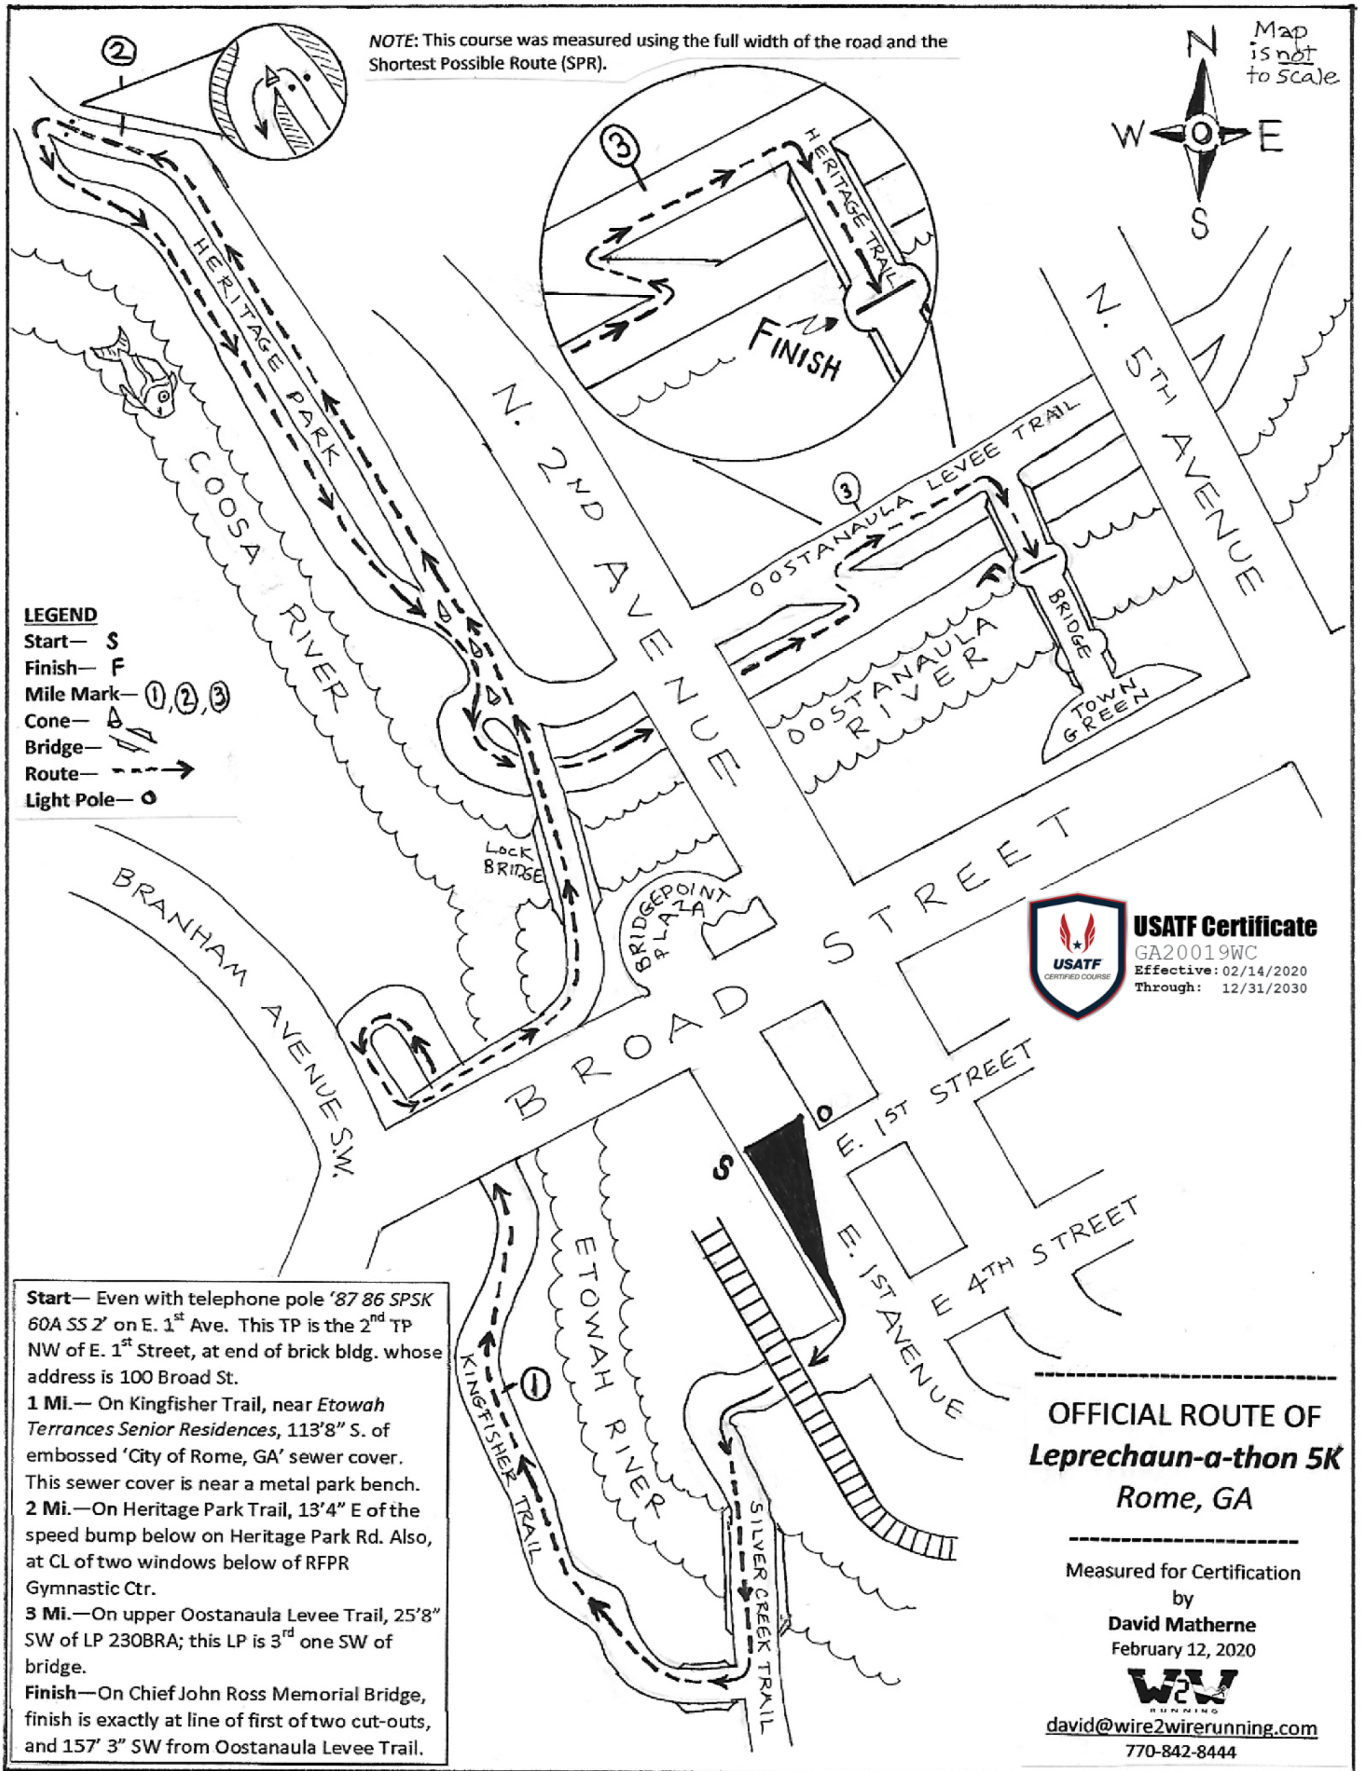 2
NOTE: This course was measured using the full width of the road and the
Shortest Possible Route (SPR).
Map
is not
to scale
N
W
O
E
S
3
HERITAGE TRAIL
FINISH
HERITAGE PARK
N. 2ND AVENUE
N. 5TH AVENUE
COOSA RIVER
OOSTANAULA LEVEE TRAIL
3
F
BRIDGE
OOSTANAULA
RIVER
TOWN
GREEN
LEGEND
Start— S
Finish— F
Mile Mark— 1, 2, 3
Cone—
Bridge—
Route—
Light Pole— O
LOCK
BRIDGE
BRIDGEPOINT
PLAZA
BRANHAM AVENUE S.W.
BROAD STREET
USATF
CERTIFIED COURSE
USATF Certificate
GA20019WC
Effective: 02/14/2020
Through: 12/31/2030
O
E. 1ST STREET
S
E. 1ST AVENUE
E 4TH STREET
ETOWAH RIVER
1
KINGFISHER TRAIL
SILVER CREEK TRAIL
Start— Even with telephone pole '87 86 SPSK
60A SS 2' on E. 1st Ave. This TP is the 2nd TP
NW of E. 1st Street, at end of brick bldg. whose
address is 100 Broad St.
1 Mi.— On Kingfisher Trail, near Etowah
Terrances Senior Residences, 113'8" S. of
embossed 'City of Rome, GA' sewer cover.
This sewer cover is near a metal park bench.
2 Mi.—On Heritage Park Trail, 13'4" E of the
speed bump below on Heritage Park Rd. Also,
at CL of two windows below of RFPR
Gymnastic Ctr.
3 Mi.—On upper Oostanaula Levee Trail, 25'8"
SW of LP 230BRA; this LP is 3rd one SW of
bridge.
Finish—On Chief John Ross Memorial Bridge,
finish is exactly at line of first of two cut-outs,
and 157' 3" SW from Oostanaula Levee Trail.
OFFICIAL ROUTE OF
Leprechaun-a-thon 5K
Rome, GA
Measured for Certification
by
David Matherne
February 12, 2020
W2W
RUNNING
david@wire2wirerunning.com
770-842-8444